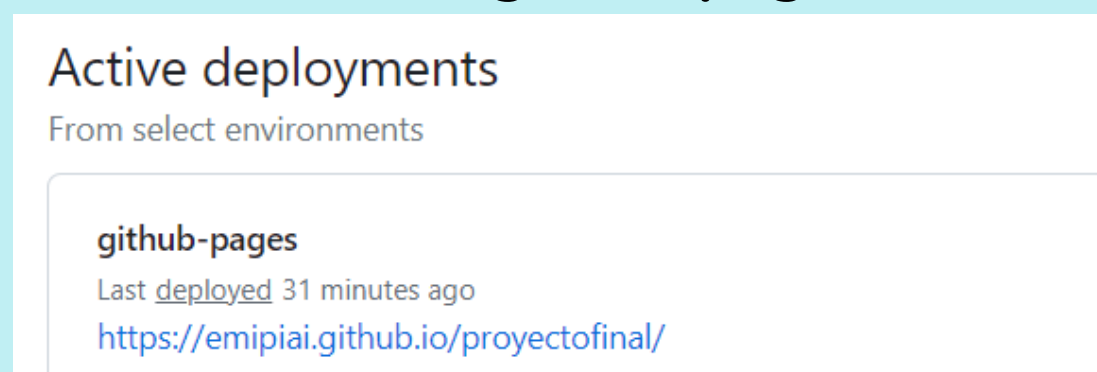 Active deployments
From select environments
github-pages
Last deployed 31 minutes ago
https://emipiai.github.io/proyectofinal/